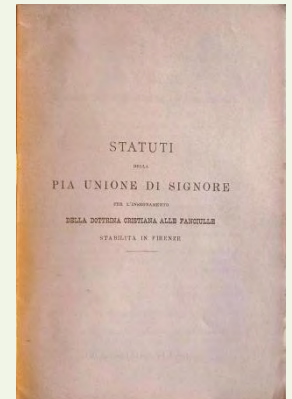 STATUTI
DELLA
PIA UNIONE DI SIGNORE
PER L'INSEGNAMENTO
DELLA DOTTRINA CRISTIANA ALLE FANCIULLE
STABILITA IN FIRENZE